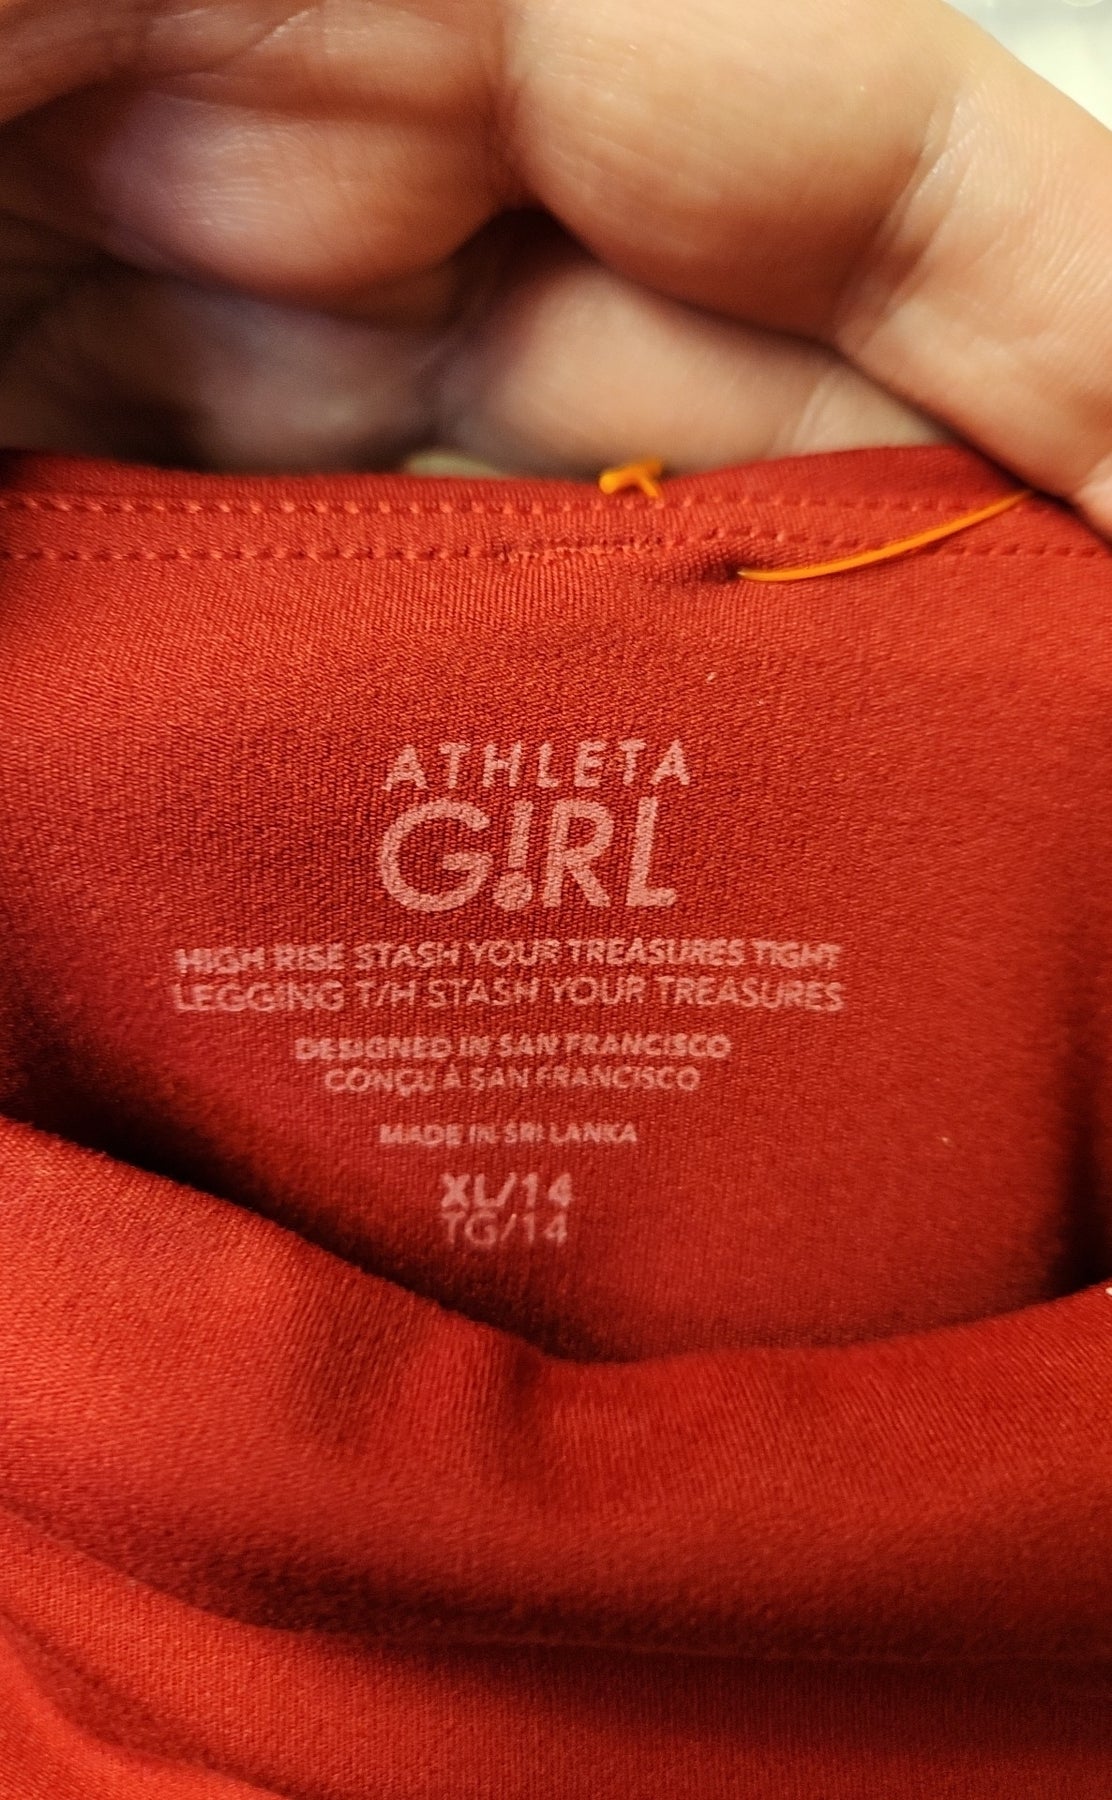 ATHLETA
G!RL
HIGH RISE STASH YOUR TREASURES TIGHT
LEGGING T/H STASH YOUR TREASURES
DESIGNED IN SAN FRANCISCO
CONÇU À SAN FRANCISCO
MADE IN SRI LANKA
XL/14
TG/14